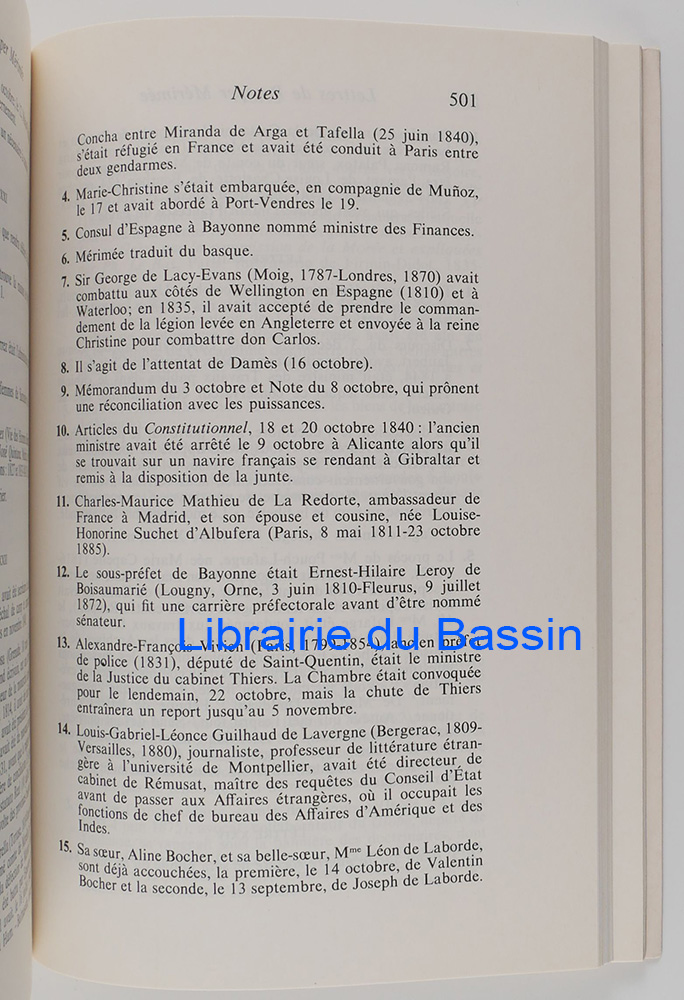 Notes
501
Concha entre Miranda de Arga et Tafella (25 juin 1840),
s'était réfugié en France et avait été conduit à Paris entre
deux gendarmes.
4. Marie-Christine s'était embarquée, en compagnie de Muñoz,
le 17 et avait abordé à Port-Vendres le 19.
5. Consul d'Espagne à Bayonne nommé ministre des Finances.
6. Mérimée traduit du basque.
7. Sir George de Lacy-Evans (Moig, 1787-Londres, 1870) avait
combattu aux côtés de Wellington en Espagne (1810) et à
Waterloo; en 1835, il avait accepté de prendre le comman-
dement de la légion levée en Angleterre et envoyée à la reine
Christine pour combattre don Carlos.
8. Il s'agit de l'attentat de Damès (16 octobre).
9. Mémorandum du 3 octobre et Note du 8 octobre, qui prônent
une réconciliation avec les puissances.
10. Articles du Constitutionnel, 18 et 20 octobre 1840 : l'ancien
ministre avait été arrêté le 9 octobre à Alicante alors qu'il
se trouvait sur un navire français se rendant à Gibraltar et
remis à la disposition de la junte.
11. Charles-Maurice Mathieu de La Redorte, ambassadeur de
France à Madrid, et son épouse et cousine, née Louise-
Honorine Suchet d'Albufera (Paris, 8 mai 1811-23 octobre
1885).
12. Le sous-préfet de Bayonne était Ernest-Hilaire Leroy de
Boisaumarié (Lougny, Orne, 3 juin 1810-Fleurus, 9 juillet
1872), qui fit une carrière préfectorale avant d'être nommé
sénateur.
Librairie du Bassin
13. Alexandre-François Vivien (Paris, ancien préfet
de police (1831), député de Saint-Quentin, était le ministre
de la Justice du cabinet Thiers. La Chambre était convoquée
pour le lendemain, 22 octobre, mais la chute de Thiers
entraînera un report jusqu'au 5 novembre.
14. Louis-Gabriel-Léonce Guilhaud de Lavergne (Bergerac, 1809-
Versailles, 1880), journaliste, professeur de littérature étran-
gère à l'université de Montpellier, avait été directeur de
cabinet de Rémusat, maître des requêtes du Conseil d'État
avant de passer aux Affaires étrangères, où il occupait les
fonctions de chef de bureau des Affaires d'Amérique et des
Indes.
15. Sa sœur, Aline Bocher, et sa belle-sœur, Mme Léon de Laborde,
sont déjà accouchées, la première, le 14 octobre, de Valentin
Bocher et la seconde, le 13 septembre, de Joseph de Laborde.